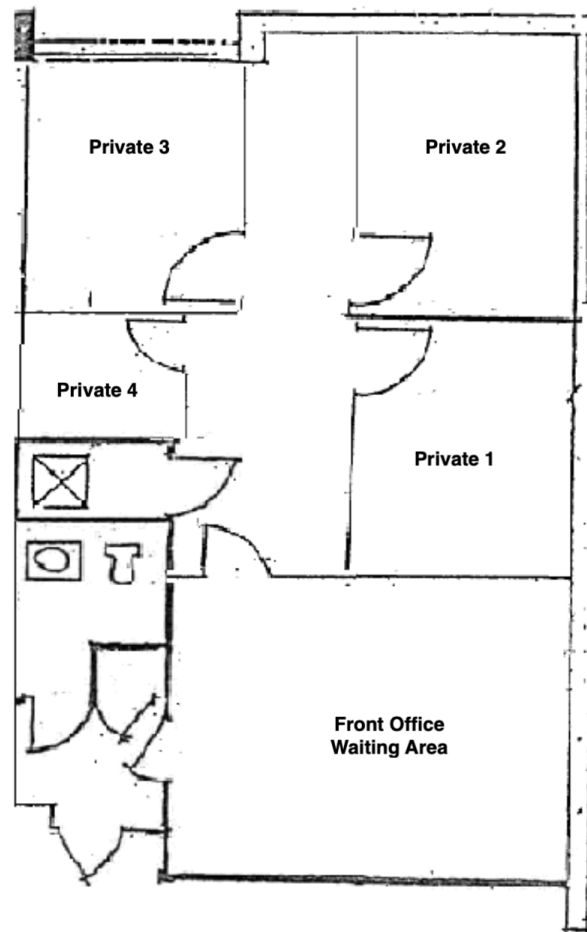 Private 3
Private 2
Private 4
Private 1
Front Office
Waiting Area